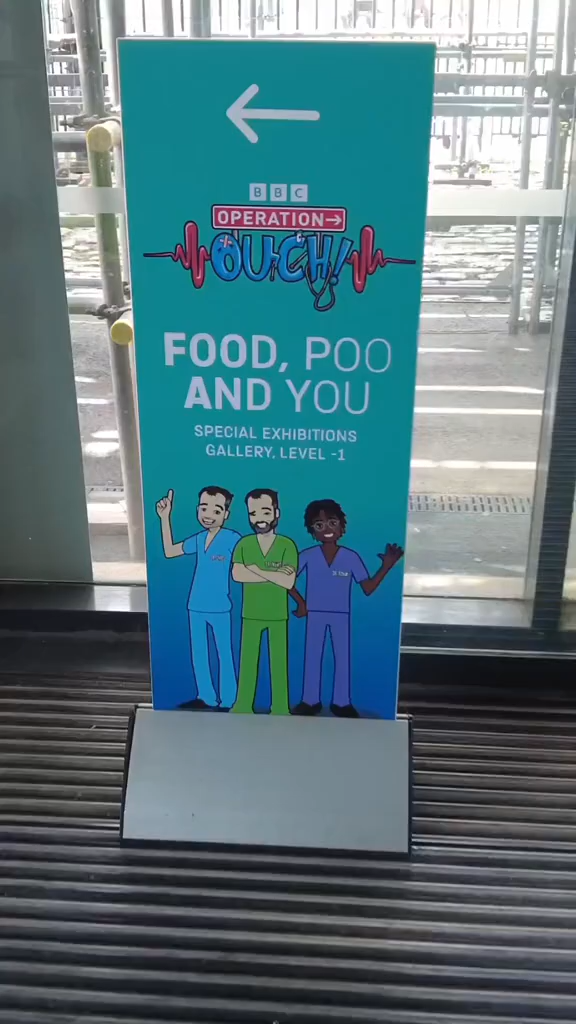 BBC
OPERATION
OUCH!
FOOD, POO
AND YOU
SPECIAL EXHIBITIONS
GALLERY, LEVEL -1